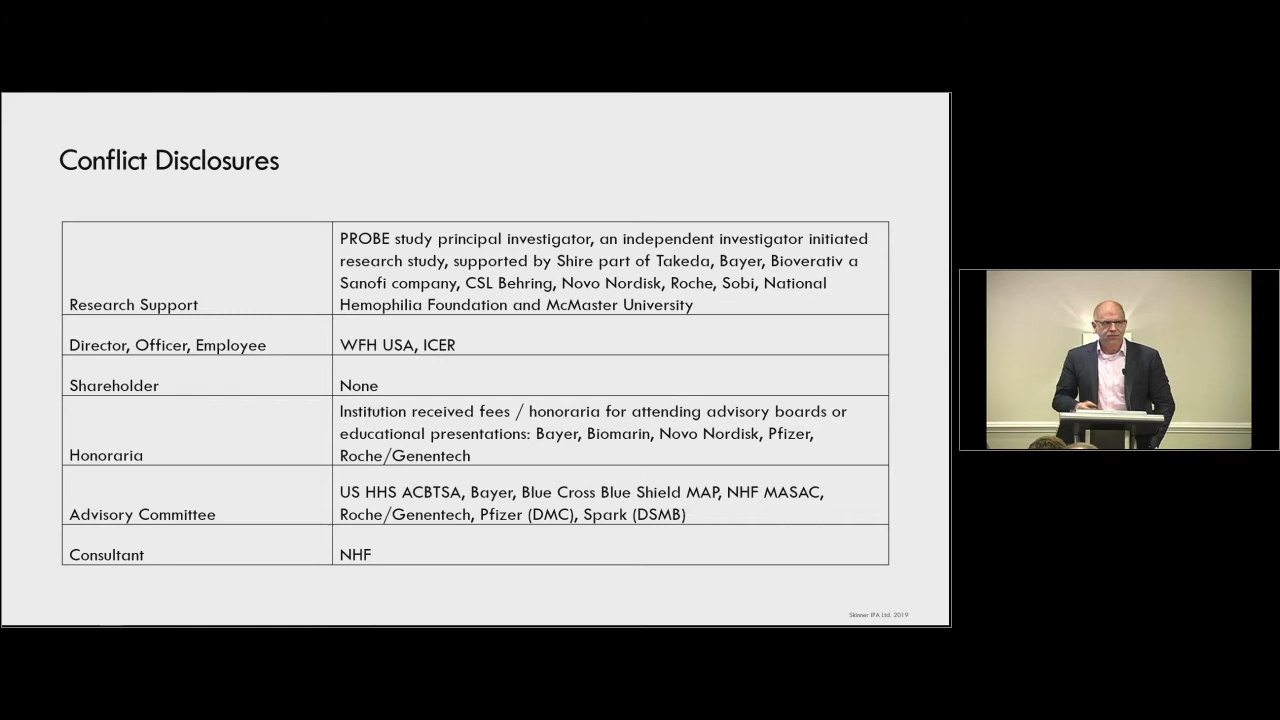 Conflict Disclosures
Research Support
PROBE study principal investigator, an independent investigator initiated
research study, supported by Shire part of Takeda, Bayer, Bioverativ a
Sanofi company, CSL Behring, Novo Nordisk, Roche, Sobi, National
Hemophilia Foundation and McMaster University
Director, Officer, Employee
WFH USA, ICER
Shareholder
None
Honoraria
Institution received fees / honoraria for attending advisory boards or
educational presentations: Bayer, Biomarin, Novo Nordisk, Pfizer,
Roche/Genentech
Advisory Committee
US HHS ACBTSA, Bayer, Blue Cross Blue Shield MAP, NHF MASAC,
Roche/Genentech, Pfizer (DMC), Spark (DSMB)
Consultant
NHF
Skinner IPA Ltd. 2019